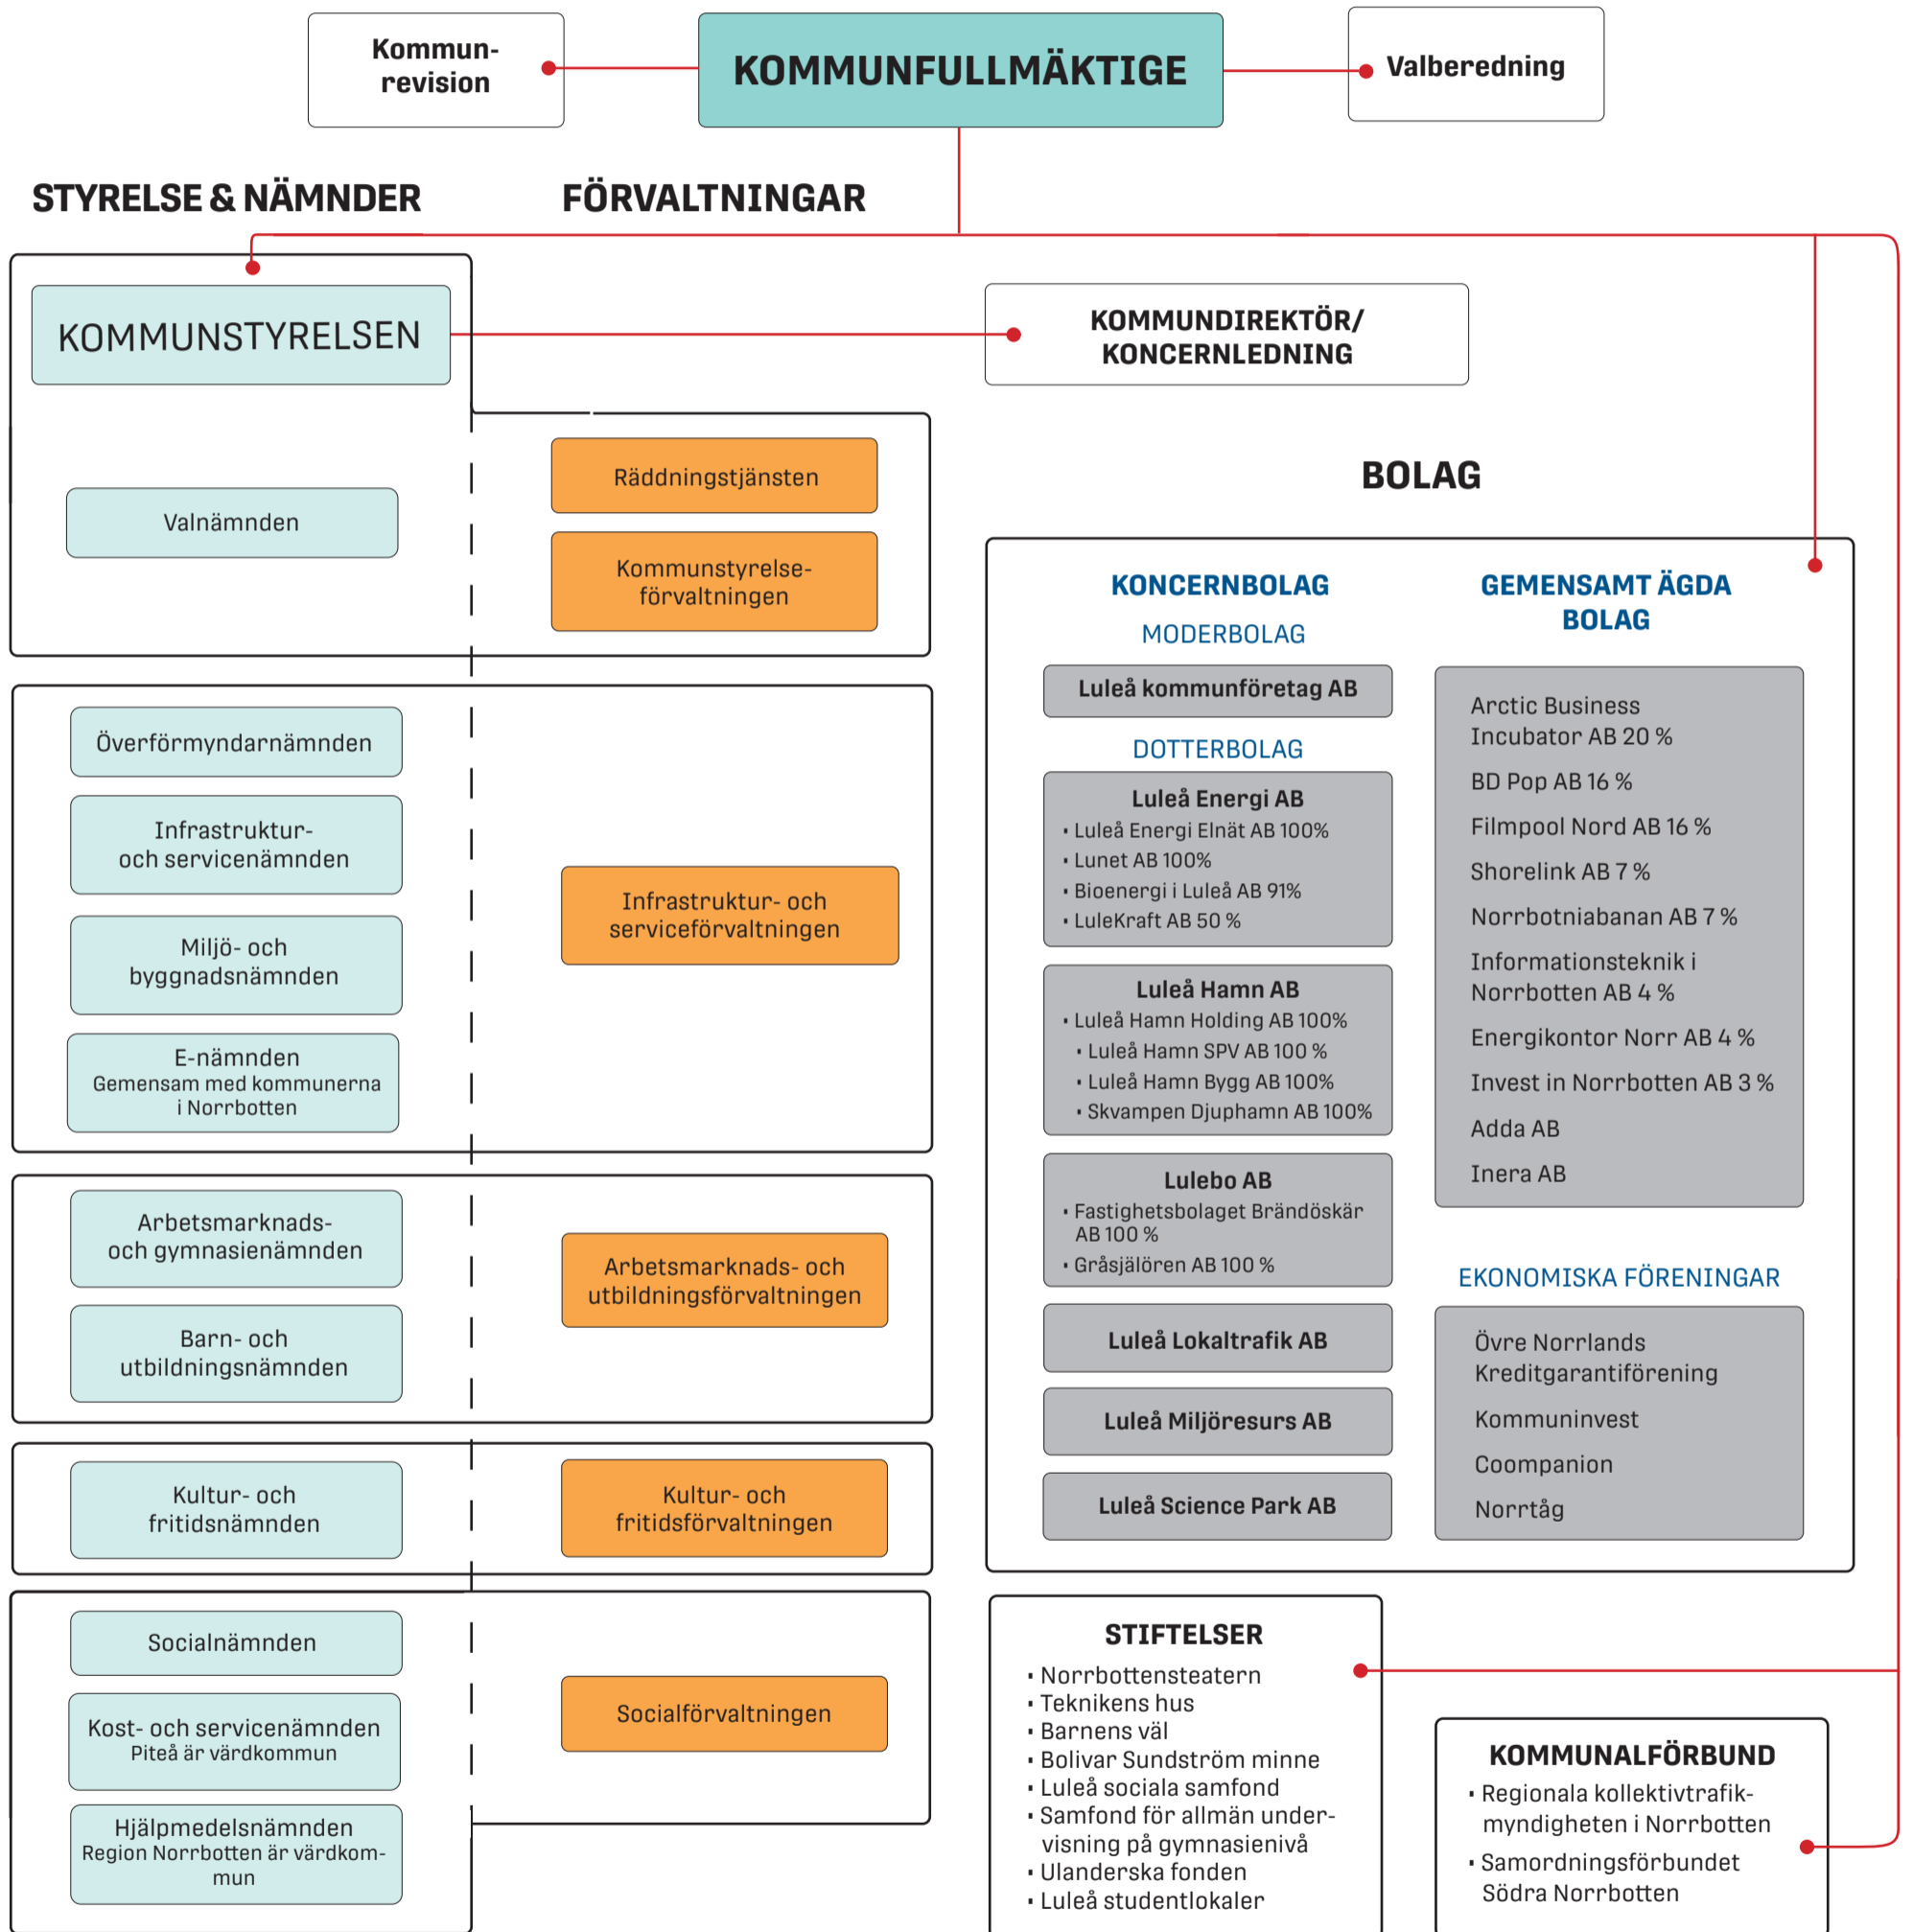 Kommun-
revision
KOMMUNFULLMÄKTIGE
Valberedning
STYRELSE & NÄMNDER
FÖRVALTNINGAR
KOMMUNSTYRELSEN
KOMMUNDIREKTÖR/
KONCERNLEDNING
Valnämnden
Räddningstjänsten
Kommunstyrelse-
förvaltningen
Överförmyndarnämnden
Infrastruktur-
och servicenämnden
Miljö- och
byggnadsnämnden
E-nämnden
Gemensam med kommunerna
i Norrbotten
Infrastruktur- och
serviceförvaltningen
Arbetsmarknads-
och gymnasienämnden
Barn- och
utbildningsnämnden
Arbetsmarknads- och
utbildningsförvaltningen
Kultur- och
fritidsnämnden
Kultur- och
fritidsförvaltningen
Socialnämnden
Kost- och servicenämnden
Piteå är värdkommun
Hjälpmedelsnämnden
Region Norrbotten är värdkom-
mun
Socialförvaltningen
BOLAG
KONCERNBOLAG
MODERBOLAG
Luleå kommunföretag AB
DOTTERBOLAG
Luleå Energi AB
▪ Luleå Energi Elnät AB 100%
▪ Lunet AB 100%
▪ Bioenergi i Luleå AB 91%
▪ LuleKraft AB 50 %
Luleå Hamn AB
▪ Luleå Hamn Holding AB 100%
▪ Luleå Hamn SPV AB 100 %
▪ Luleå Hamn Bygg AB 100%
▪ Skvampen Djuphamn AB 100%
Lulebo AB
▪ Fastighetsbolaget Brändöskär
AB 100 %
▪ Gråsjälören AB 100 %
Luleå Lokaltrafik AB
Luleå Miljöresurs AB
Luleå Science Park AB
GEMENSAMT ÄGDA
BOLAG
Arctic Business
Incubator AB 20 %
BD Pop AB 16 %
Filmpool Nord AB 16 %
Shorelink AB 7 %
Norrbotniabanan AB 7 %
Informationsteknik i
Norrbotten AB 4 %
Energikontor Norr AB 4 %
Invest in Norrbotten AB 3 %
Adda AB
Inera AB
EKONOMISKA FÖRENINGAR
Övre Norrlands
Kreditgarantiförening
Kommuninvest
Coompanion
Norrtåg
STIFTELSER
▪ Norrbottensteatern
▪ Teknikens hus
▪ Barnens väl
▪ Bolivar Sundström minne
▪ Luleå sociala samfond
▪ Samfond för allmän under-
visning på gymnasienivå
▪ Ulanderska fonden
▪ Luleå studentlokaler
KOMMUNALFÖRBUND
▪ Regionala kollektivtrafik-
myndigheten i Norrbotten
▪ Samordningsförbundet
Södra Norrbotten